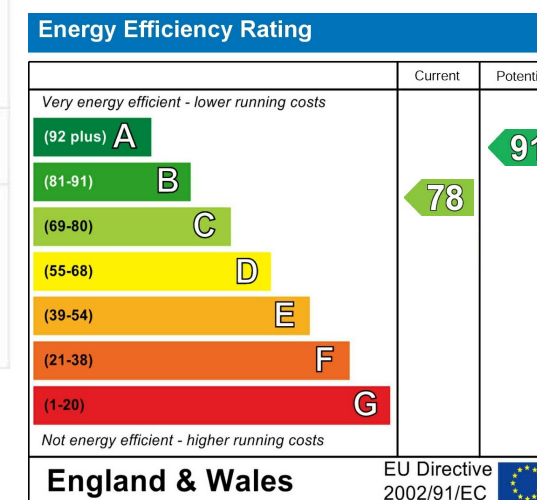 Energy Efficiency Rating
Current Potenti
Very energy efficient - lower running costs
(92 plus) A
(81-91) B
(69-80) C
(55-68) D
(39-54) E
(21-38) F
(1-20) G
78
91
Not energy efficient - higher running costs
England & Wales
EU Directive
2002/91/EC